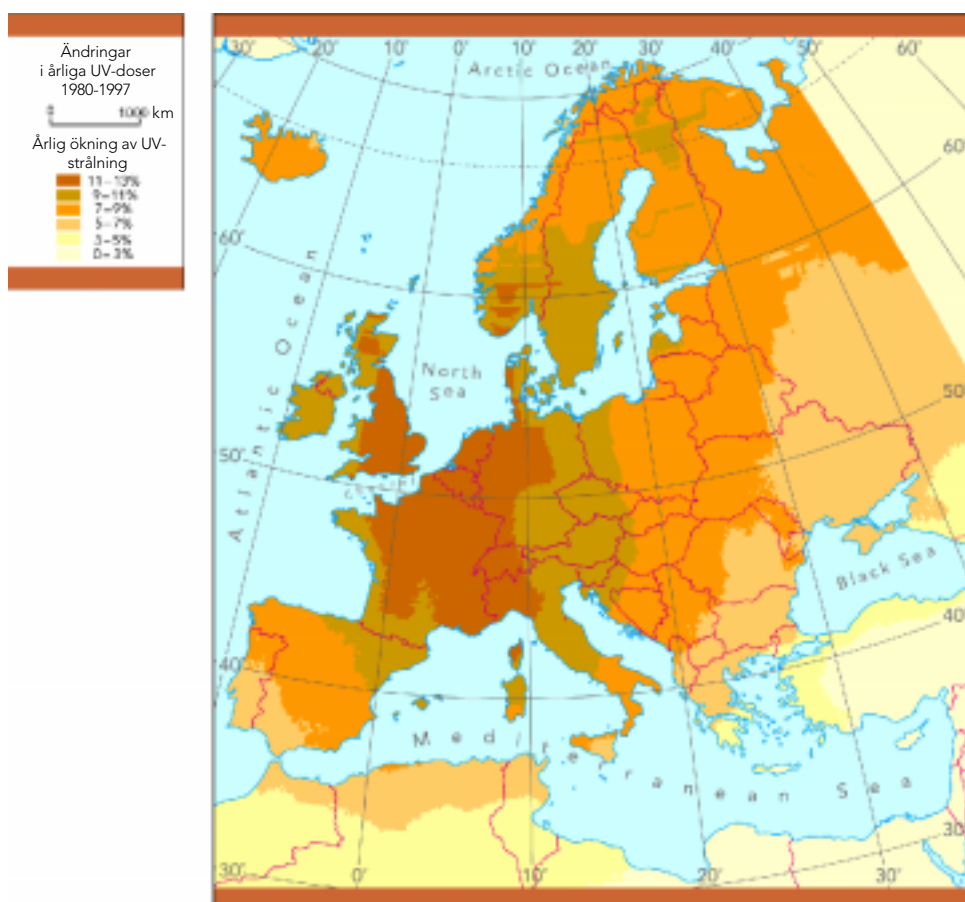 Ändringar
i årliga UV-doser
1980-1997
0 1000 km
Årlig ökning av UV-
strålning
11–13%
9–11%
7–9%
5–7%
3–5%
0–3%
30° 20° 10° 0° 10° 20° 30° 40° 50° 60°
Arctic Ocean
60°
60°
Atlantic Ocean
North
Sea
50°
50°
Channel
Black Sea
40°
40°
Mediterranean Sea
30°
30°
0° 10° 20° 30°